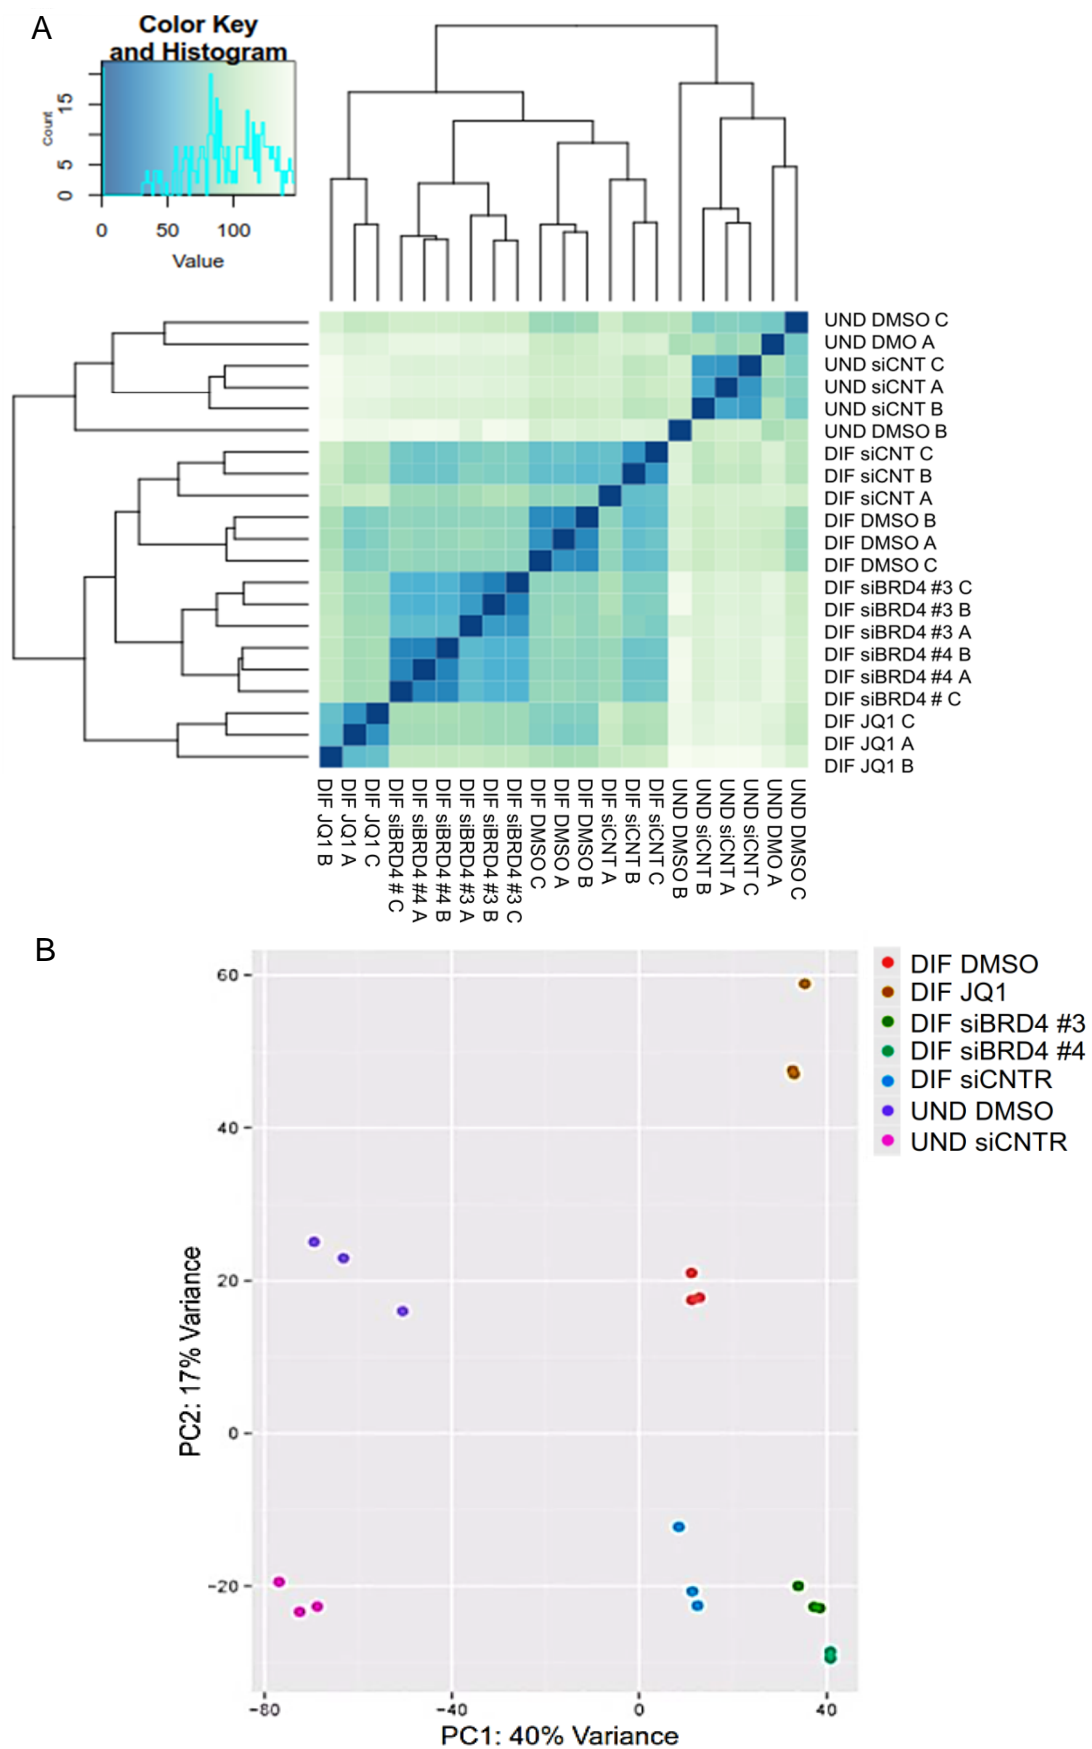 A
Color Key
and Histogram
Count
0 5 15
0 50 100
Value
UND DMSO C
UND DMO A
UND siCNT C
UND siCNT A
UND siCNT B
UND DMSO B
DIF siCNT C
DIF siCNT B
DIF siCNT A
DIF DMSO B
DIF DMSO A
DIF DMSO C
DIF siBRD4 #3 C
DIF siBRD4 #3 B
DIF siBRD4 #3 A
DIF siBRD4 #4 B
DIF siBRD4 #4 A
DIF siBRD4 # C
DIF JQ1 C
DIF JQ1 A
DIF JQ1 B
DIF JQ1 B
DIF JQ1 A
DIF JQ1 C
DIF siBRD4 # C
DIF siBRD4 #4 A
DIF siBRD4 #4 B
DIF siBRD4 #3 A
DIF siBRD4 #3 B
DIF siBRD4 #3 C
DIF DMSO C
DIF DMSO A
DIF DMSO B
DIF siCNT A
DIF siCNT B
DIF siCNT C
UND DMSO B
UND siCNT B
UND siCNT A
UND siCNT C
UND DMO A
UND DMSO C
B
60
40
20
0
−20
PC2: 17% Variance
−80 −40 0 40
PC1: 40% Variance
DIF DMSO
DIF JQ1
DIF siBRD4 #3
DIF siBRD4 #4
DIF siCNTR
UND DMSO
UND siCNTR